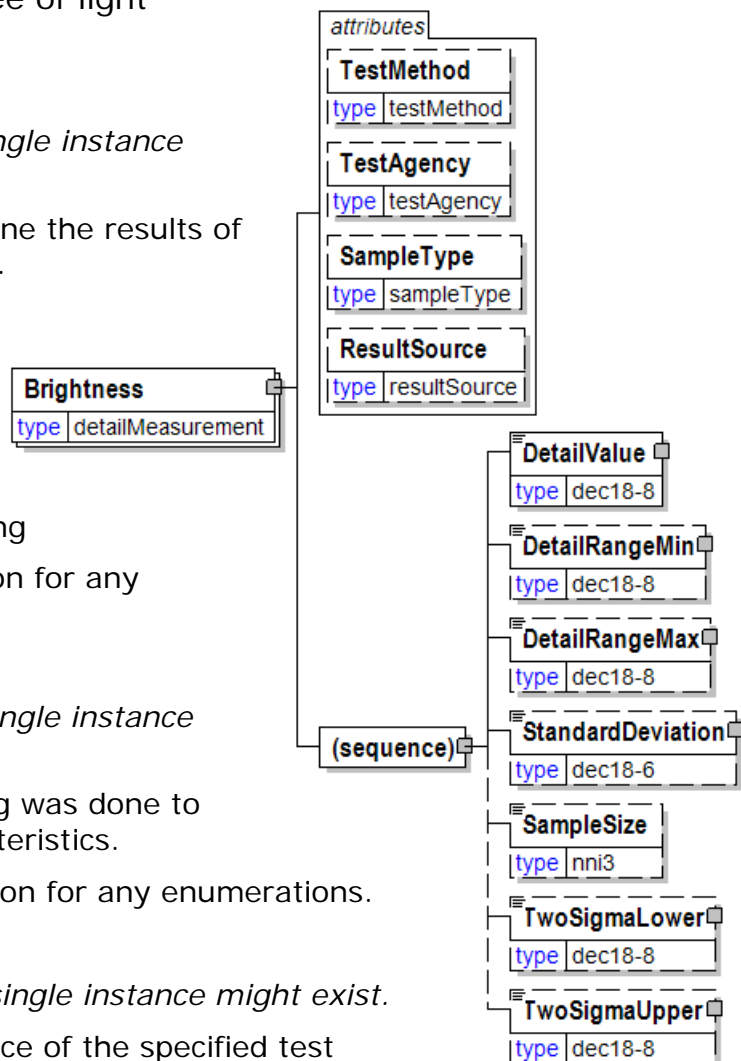 ee of light
ngle instance
ne the results of
.
ng
on for any
ngle instance
g was done to
teristics.
on for any enumerations.
single instance might exist.
ce of the specified test
attributes
TestMethod
type testMethod
TestAgency
type testAgency
SampleType
type sampleType
ResultSource
type resultSource
Brightness
type detailMeasurement
(sequence)
DetailValue
type dec18-8
DetailRangeMin
type dec18-8
DetailRangeMax
type dec18-8
StandardDeviation
type dec18-6
SampleSize
type nni3
TwoSigmaLower
type dec18-8
TwoSigmaUpper
type dec18-8